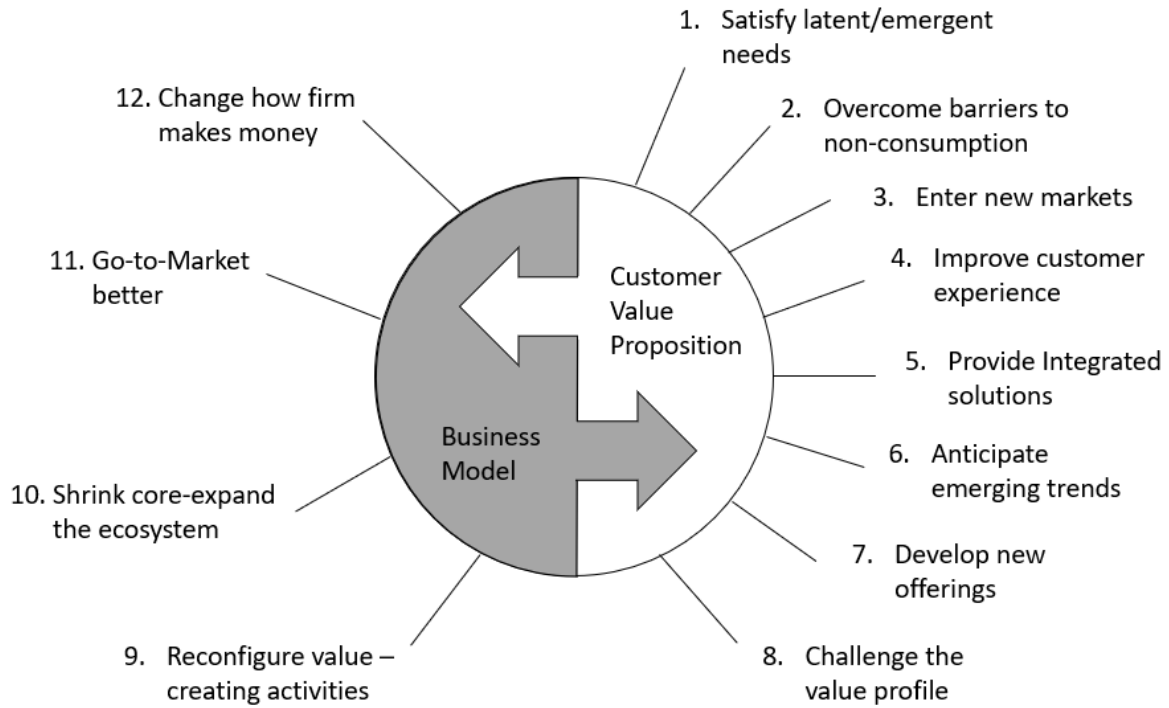 1. Satisfy latent/emergent
needs
2. Overcome barriers to
non-consumption
3. Enter new markets
4. Improve customer
experience
5. Provide Integrated
solutions
6. Anticipate
emerging trends
7. Develop new
offerings
8. Challenge the
value profile
9. Reconfigure value –
creating activities
10. Shrink core-expand
the ecosystem
11. Go-to-Market
better
12. Change how firm
makes money
Customer
Value
Proposition
Business
Model